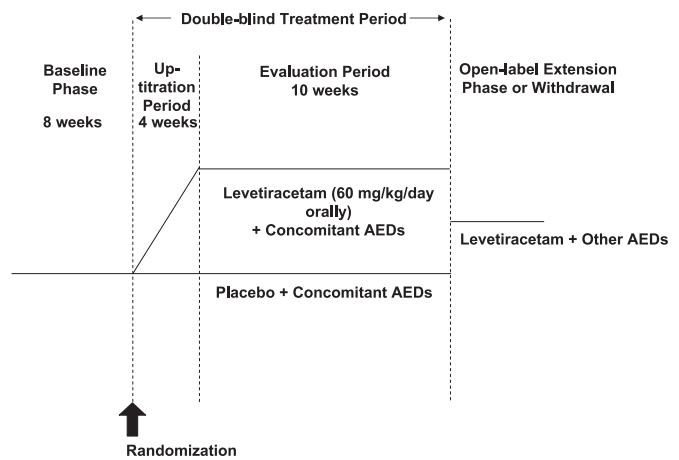 Double-blind Treatment Period
Baseline
Phase
8 weeks
Up-
titration
Period
4 weeks
Evaluation Period
10 weeks
Open-label Extension
Phase or Withdrawal
Levetiracetam (60 mg/kg/day
orally)
+ Concomitant AEDs
Levetiracetam + Other AEDs
Placebo + Concomitant AEDs
Randomization